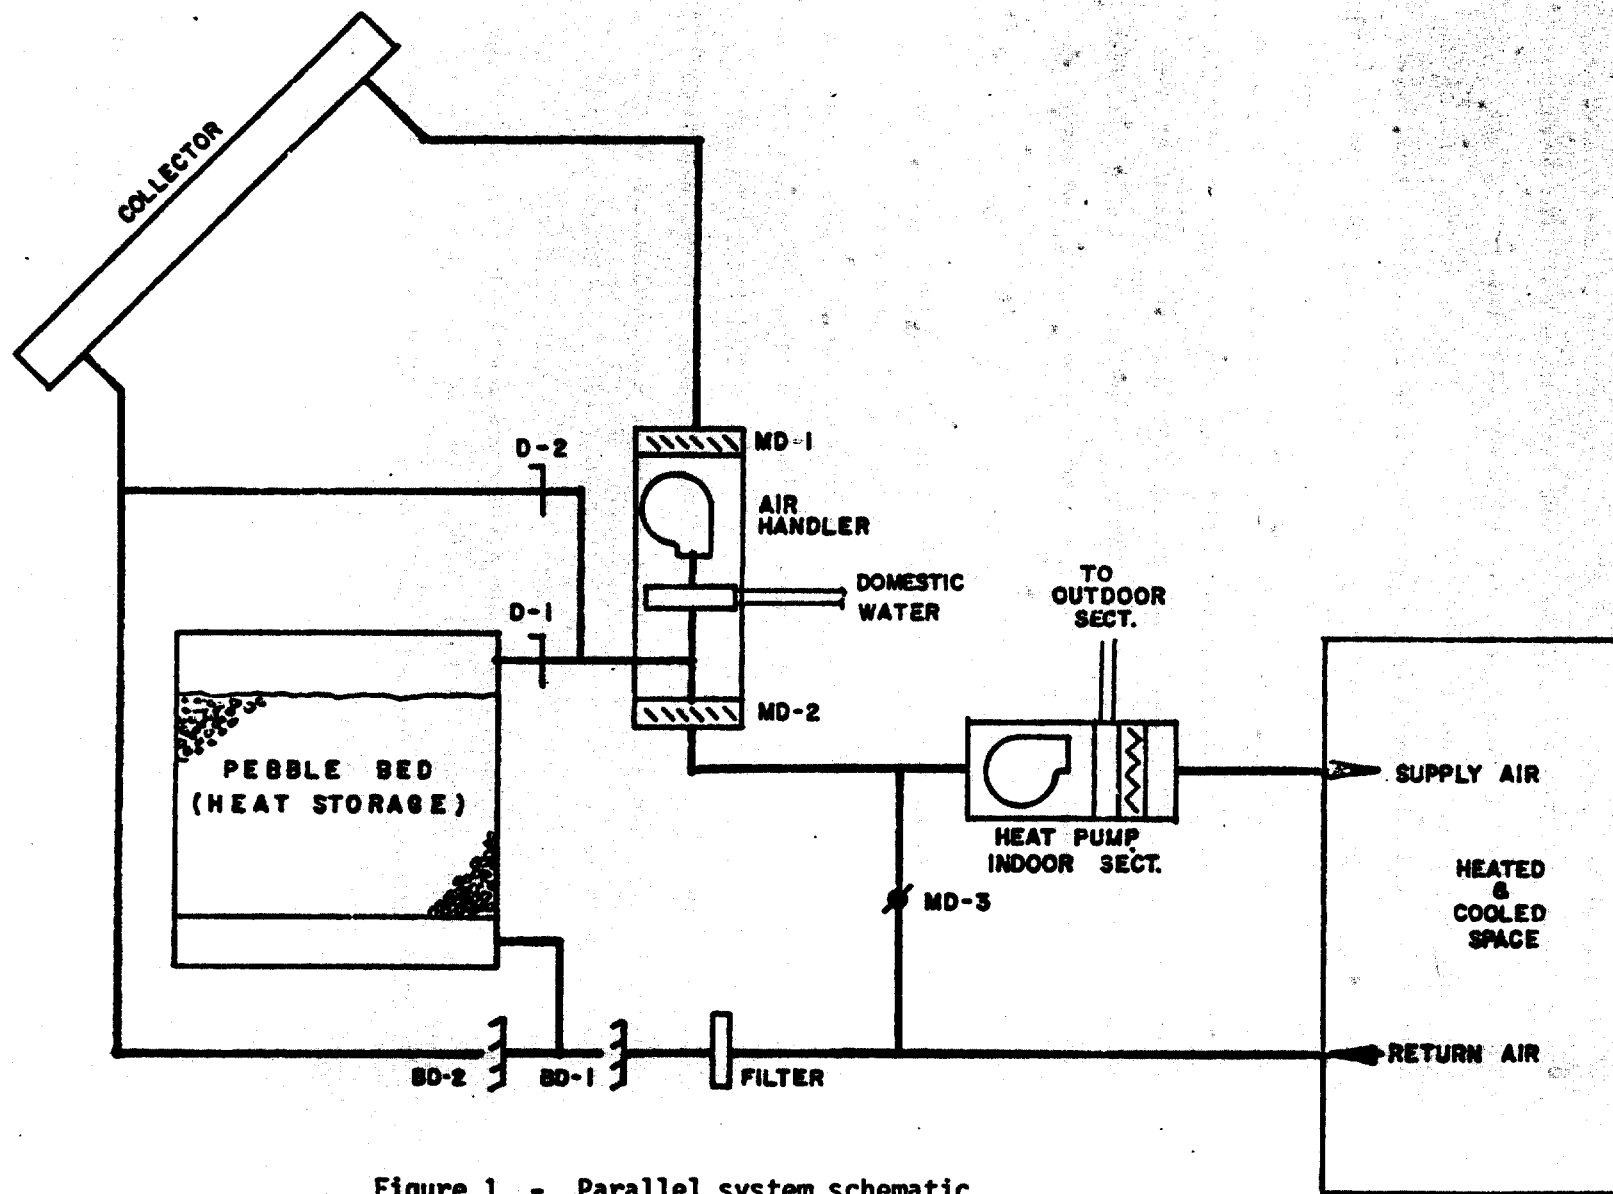 COLLECTOR
D-2
MD-1
AIR
HANDLER
DOMESTIC
WATER
TO
OUTDOOR
SECT.
D-1
MD-2
PEBBLE BED
(HEAT STORAGE)
SUPPLY AIR
HEAT PUMP
INDOOR SECT.
HEATED
&
COOLED
SPACE
MD-3
RETURN AIR
BD-2
BD-1
FILTER
Figure 1 - Parallel system schematic